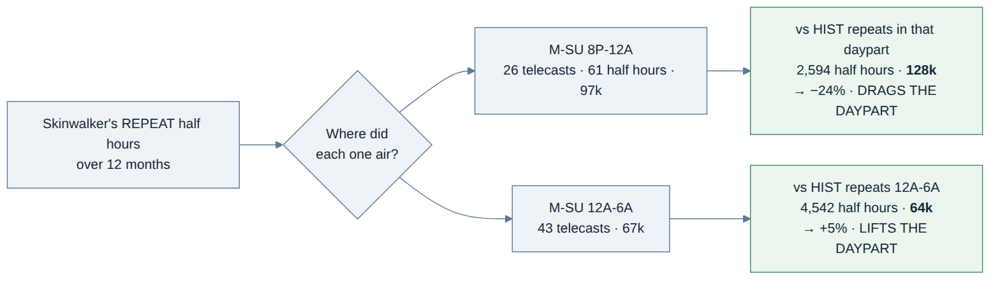 Skinwalker's REPEAT half
hours
over 12 months
Where did
each one air?
M-SU 8P-12A
26 telecasts · 61 half hours ·
97k
vs HIST repeats in that
daypart
2,594 half hours · 128k
→ −24% · DRAGS THE
DAYPART
M-SU 12A-6A
43 telecasts · 67k
vs HIST repeats 12A-6A
4,542 half hours · 64k
→ +5% · LIFTS THE
DAYPART